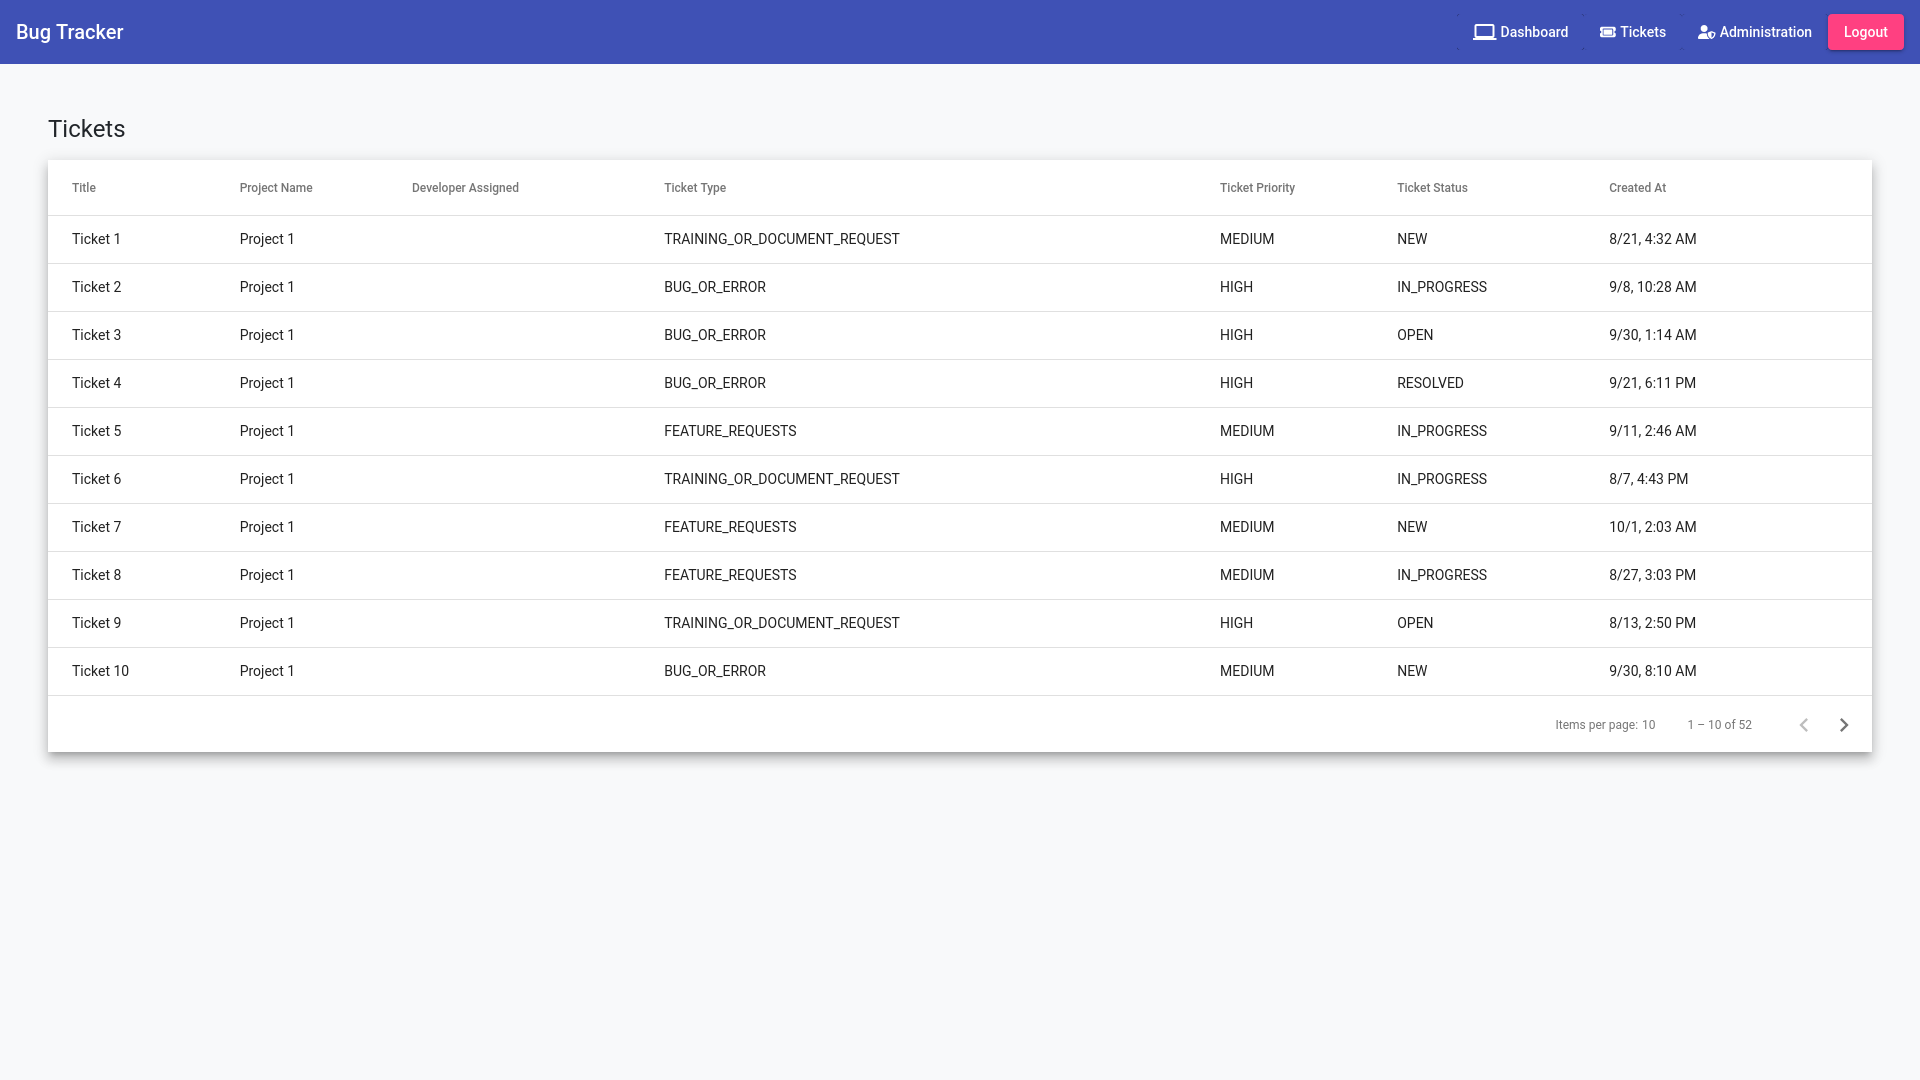 Bug Tracker Dashboard Tickets Administration Logout
Tickets
Title Project Name Developer Assigned Ticket Type Ticket Priority Ticket Status Created At
Ticket 1 Project 1 TRAINING_OR_DOCUMENT_REQUEST MEDIUM NEW 8/21, 4:32 AM
Ticket 2 Project 1 BUG_OR_ERROR HIGH IN_PROGRESS 9/8, 10:28 AM
Ticket 3 Project 1 BUG_OR_ERROR HIGH OPEN 9/30, 1:14 AM
Ticket 4 Project 1 BUG_OR_ERROR HIGH RESOLVED 9/21, 6:11 PM
Ticket 5 Project 1 FEATURE_REQUESTS MEDIUM IN_PROGRESS 9/11, 2:46 AM
Ticket 6 Project 1 TRAINING_OR_DOCUMENT_REQUEST HIGH IN_PROGRESS 8/7, 4:43 PM
Ticket 7 Project 1 FEATURE_REQUESTS MEDIUM NEW 10/1, 2:03 AM
Ticket 8 Project 1 FEATURE_REQUESTS MEDIUM IN_PROGRESS 8/27, 3:03 PM
Ticket 9 Project 1 TRAINING_OR_DOCUMENT_REQUEST HIGH OPEN 8/13, 2:50 PM
Ticket 10 Project 1 BUG_OR_ERROR MEDIUM NEW 9/30, 8:10 AM
Items per page: 10 1 – 10 of 52